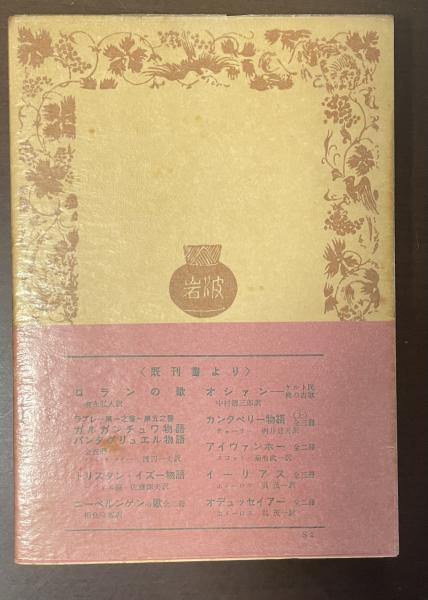 岩波
〈既刊書より〉
ロランの歌
有永弘人訳
ラブレー第一之書―第五之書
ガルガンチュワ物語
パンタグリュエル物語
全五冊
渡辺一夫訳
トリスタン・イズー物語
ベディエ編 佐藤輝夫訳
ニーベルンゲンの歌 全二冊
相良守峯訳
オシァン――ケルト民族の古歌
中村徳三郎訳
カンタベリー物語 (上) 全三冊
チョーサー 西脇順三郎訳
アイヴァンホー 全二冊
スコット 菊池武一訳
イーリアス 全三冊
ホメーロス 呉茂一訳
オデュッセイアー 全二冊
ホメーロス 呉茂一訳
S2